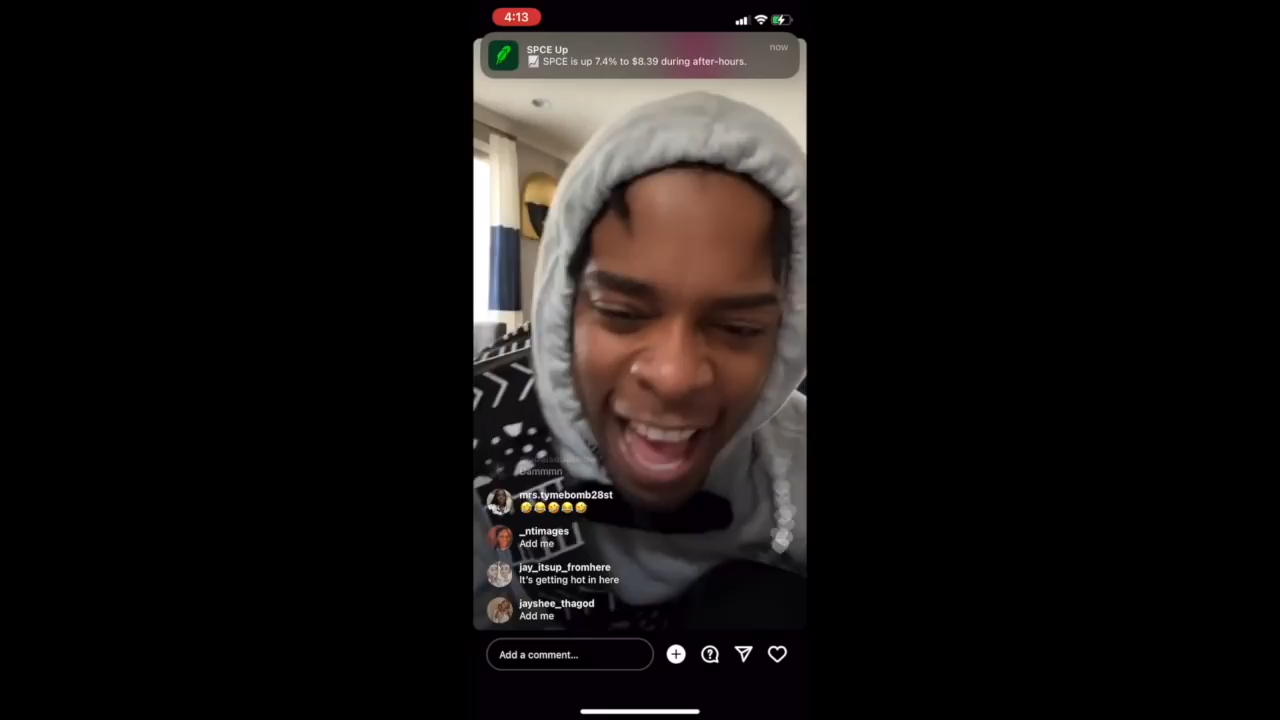 4:13
SPCE Up
now
SPCE is up 7.4% to $8.39 during after-hours.
Dammmn
mrs.tymebomb28st
🤣😂🤣😂🤣
_ntimages
Add me
jay_itsup_fromhere
It's getting hot in here
jayshee_thagod
Add me
Add a comment...